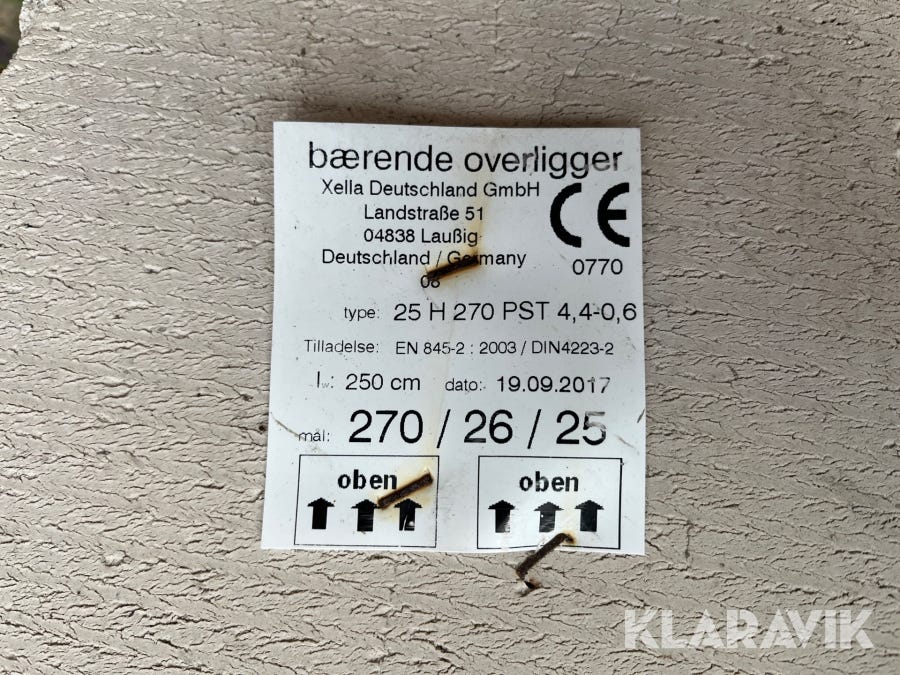 bærende overligger
Xella Deutschland GmbH
Landstraße 51
04838 Laußig
Deutschland / Germany
08
CE
0770
type: 25 H 270 PST 4,4-0,6
Tilladelse: EN 845-2 : 2003 / DIN4223-2
lw: 250 cm dato: 19.09.2017
mål: 270 / 26 / 25
oben
oben
KLARAVIK